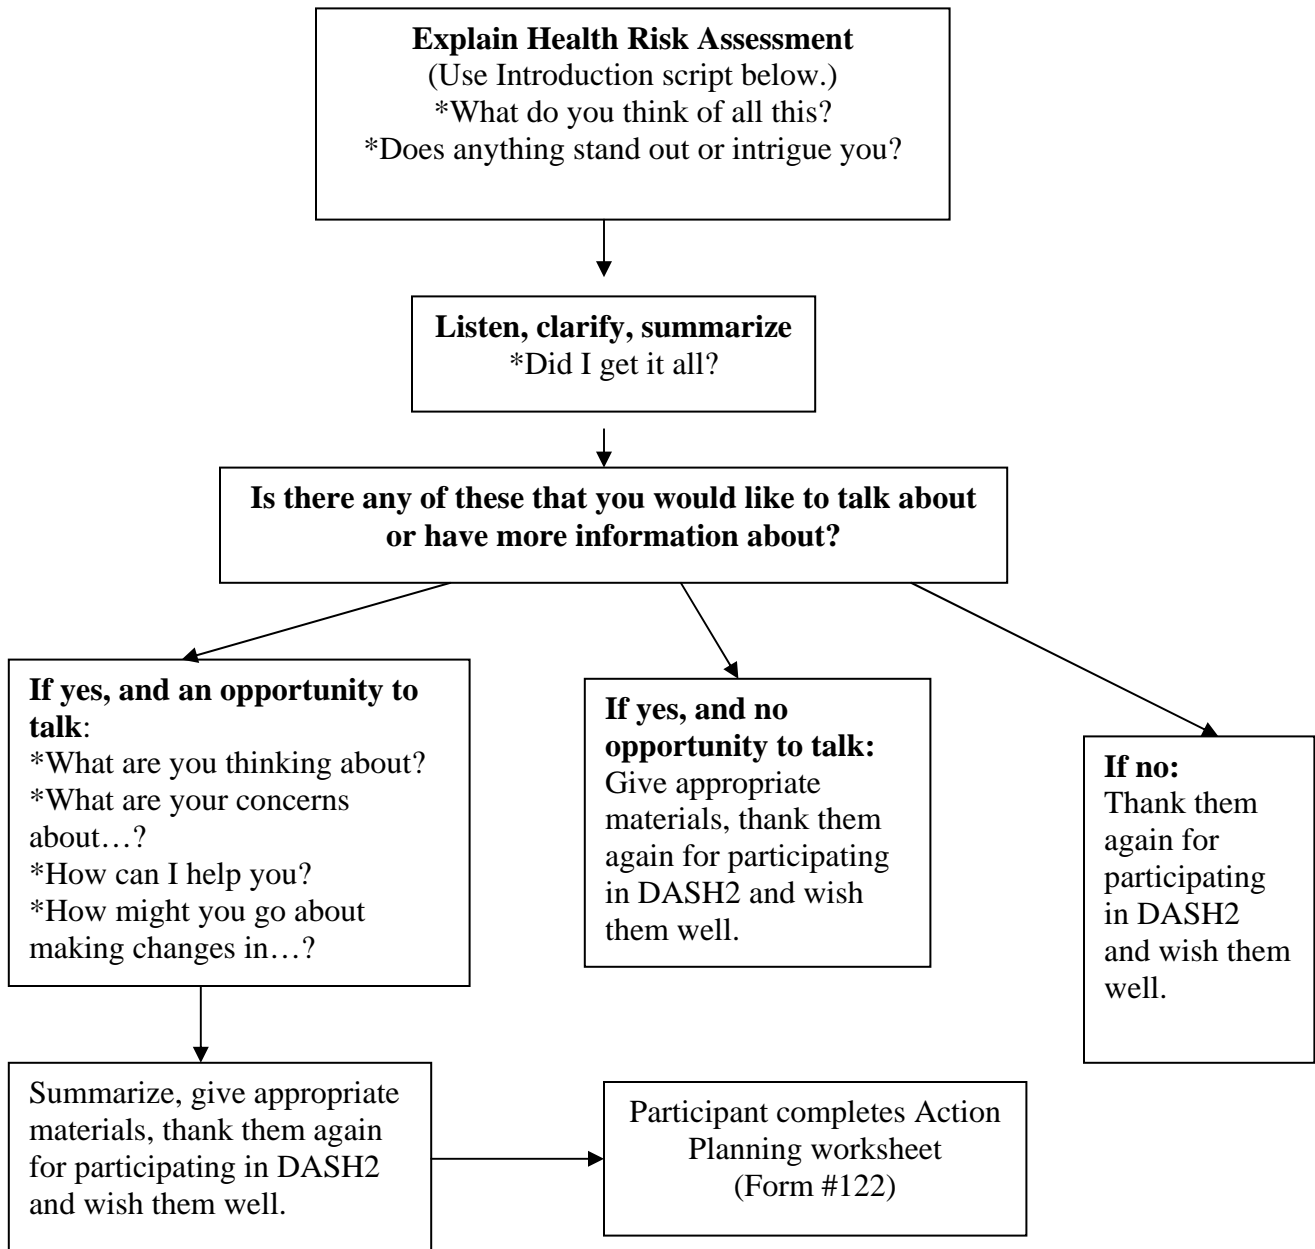 Explain Health Risk Assessment
(Use Introduction script below.)
*What do you think of all this?
*Does anything stand out or intrigue you?
Listen, clarify, summarize
*Did I get it all?
Is there any of these that you would like to talk about
or have more information about?
If yes, and an opportunity to
talk:
*What are you thinking about?
*What are your concerns
about…?
*How can I help you?
*How might you go about
making changes in…?
If yes, and no
opportunity to talk:
Give appropriate
materials, thank them
again for participating
in DASH2 and wish
them well.
If no:
Thank them
again for
participating
in DASH2
and wish them
well.
Summarize, give appropriate
materials, thank them again
for participating in DASH2
and wish them well.
Participant completes Action
Planning worksheet
(Form #122)